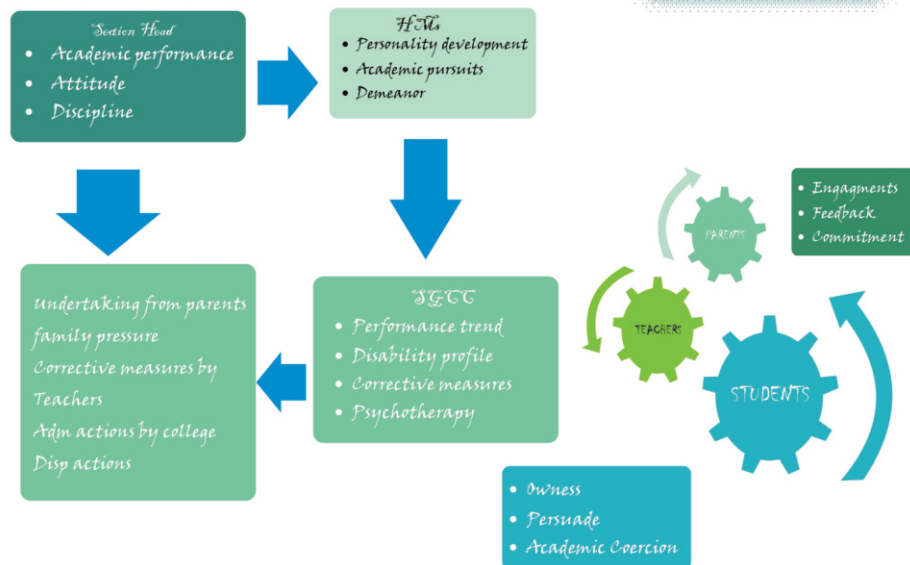 Section Head
• Academic performance
• Attitude
• Discipline
HMs
• Personality development
• Academic pursuits
• Demeanor
Undertaking from parents
family pressure
Corrective measures by
Teachers
Adm actions by college
Disp actions
SGCC
• Performance trend
• Disability profile
• Corrective measures
• Psychotherapy
PARENTS
TEACHERS
STUDENTS
• Engagments
• Feedback
• Commitment
• Owness
• Persuade
• Academic Coercion